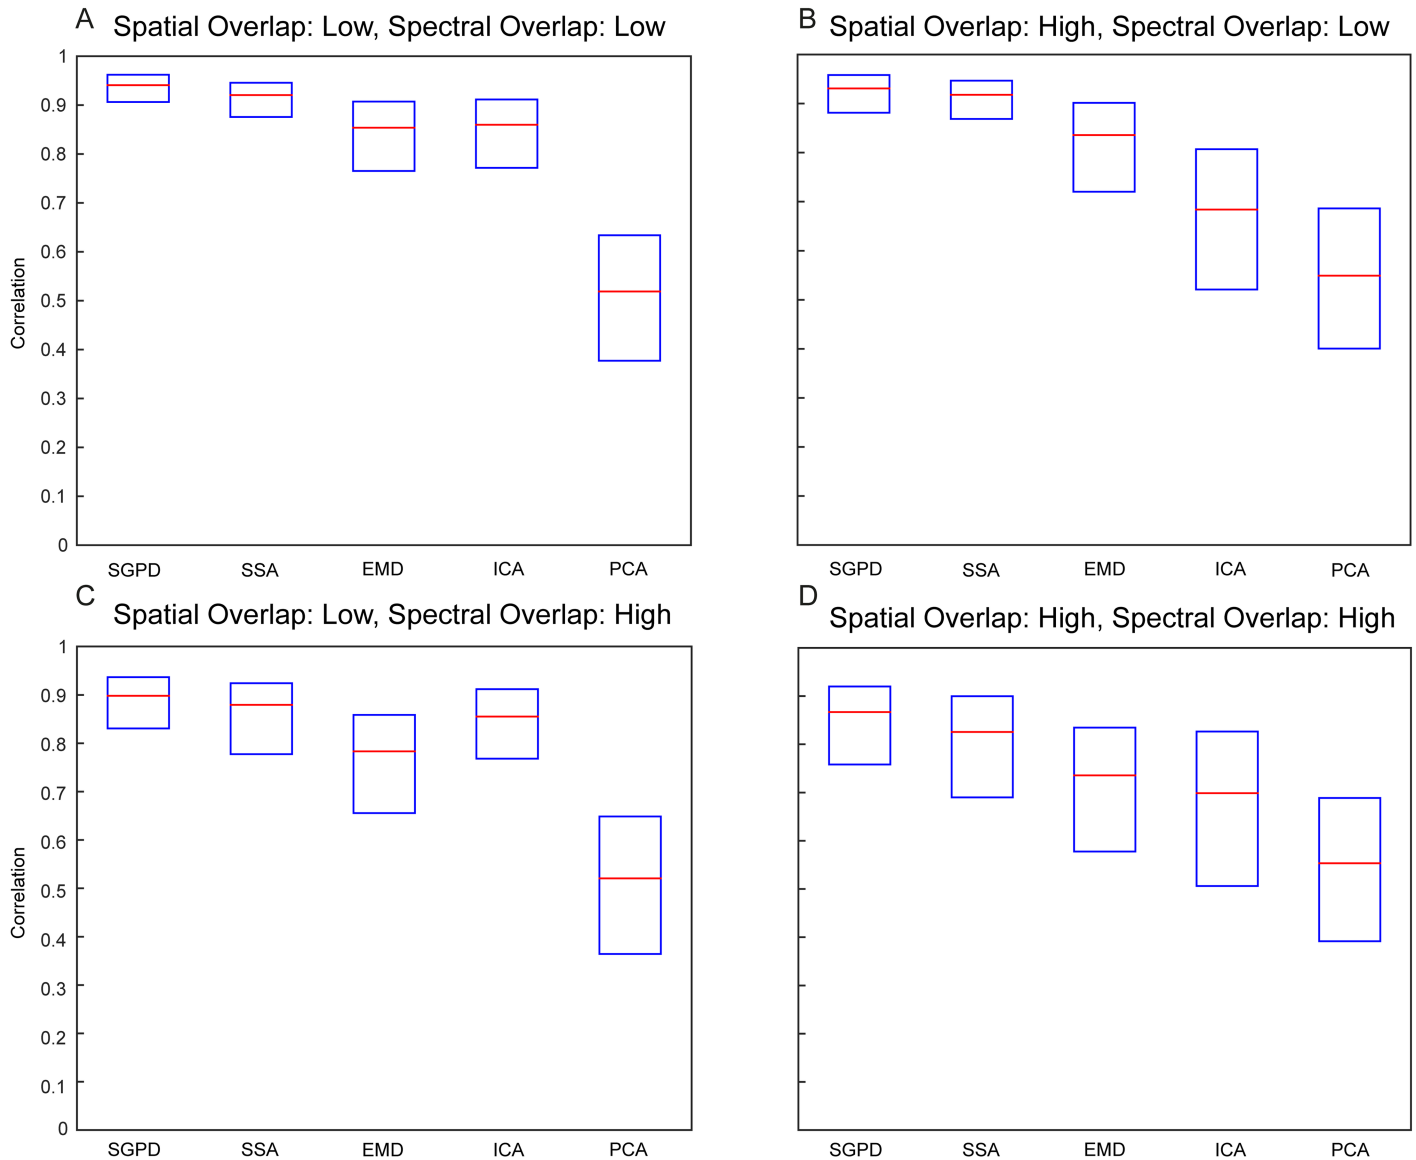 A
Spatial Overlap: Low, Spectral Overlap: Low
1
0.9
0.8
0.7
0.6
0.5
0.4
0.3
0.2
0.1
0
Correlation
SGPD SSA EMD ICA PCA
B
Spatial Overlap: High, Spectral Overlap: Low
SGPD SSA EMD ICA PCA
C
Spatial Overlap: Low, Spectral Overlap: High
1
0.9
0.8
0.7
0.6
0.5
0.4
0.3
0.2
0.1
0
Correlation
SGPD SSA EMD ICA PCA
D
Spatial Overlap: High, Spectral Overlap: High
SGPD SSA EMD ICA PCA